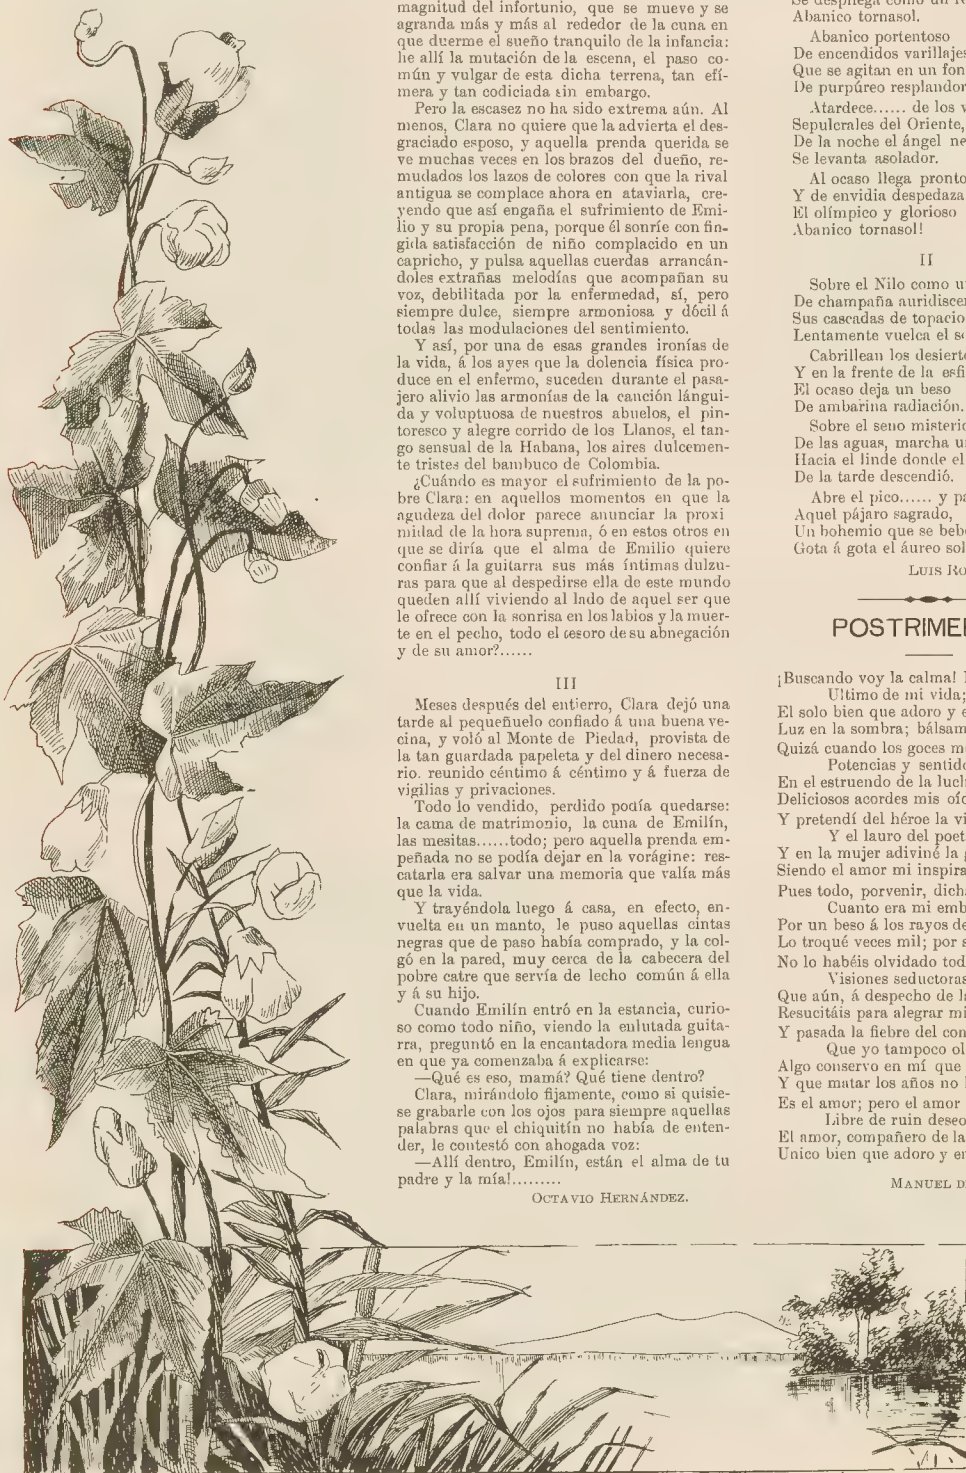 magnitud del infortunio, que se mueve y se
agranda más y más al rededor de la cuna en
que duerme el sueño tranquilo de la infancia:
he allí la mutación de la escena, el paso co-
mún y vulgar de esta dicha terrena, tan efí-
mera y tan codiciada sin embargo.
Pero la escasez no ha sido extrema aún. Al
menos, Clara no quiere que la advierta el des-
graciado esposo, y aquella prenda querida se
ve muchas veces en los brazos del dueño, re-
mudados los lazos de colores con que la rival
antigua se complace ahora en ataviarla, cre-
yendo que así engaña el sufrimiento de Emi-
lio y su propia pena, porque él sonríe con fin-
gida satisfacción de niño complacido en un
capricho, y pulsa aquellas cuerdas arrancán-
doles extrañas melodías que acompañan su
voz, debilitada por la enfermedad, sí, pero
siempre dulce, siempre armoniosa y dócil á
todas las modulaciones del sentimiento.
Y así, por una de esas grandes ironías de
la vida, á los ayes que la dolencia física pro-
duce en el enfermo, suceden durante el pasa-
jero alivio las armonías de la canción lángui-
da y voluptuosa de nuestros abuelos, el pin-
toresco y alegre corrido de los Llanos, el tan-
go sensual de la Habana, los aires dulcemen-
te tristes del bambuco de Colombia.
¿Cuándo es mayor el sufrimiento de la po-
bre Clara: en aquellos momentos en que la
agudeza del dolor parece anunciar la proxi
midad de la hora suprema, ó en estos otros en
que se diría que el alma de Emilio quiere
confiar á la guitarra sus más íntimas dulzu-
ras para que al despedirse ella de este mundo
queden allí viviendo al lado de aquel ser que
le ofrece con la sonrisa en los labios y la muer-
te en el pecho, todo el tesoro de su abnegación
y de su amor?......
III
Meses después del entierro, Clara dejó una
tarde al pequeñuelo confiado á una buena ve-
cina, y voló al Monte de Piedad, provista de
la tan guardada papeleta y del dinero necesa-
rio. reunido céntimo á céntimo y á fuerza de
vigilias y privaciones.
Todo lo vendido, perdido podía quedarse:
la cama de matrimonio, la cuna de Emilín,
las mesitas......todo; pero aquella prenda em-
peñada no se podía dejar en la vorágine: res-
catarla era salvar una memoria que valía más
que la vida.
Y trayéndola luego á casa, en efecto, en-
vuelta en un manto, le puso aquellas cintas
negras que de paso había comprado, y la col-
gó en la pared, muy cerca de la cabecera del
pobre catre que servía de lecho común á ella
y á su hijo.
Cuando Emilín entró en la estancia, curio-
so como todo niño, viendo la enlutada guita-
rra, preguntó en la encantadora media lengua
en que ya comenzaba á explicarse:
—Qué es eso, mamá? Qué tiene dentro?
Clara, mirándolo fijamente, como si quisie-
se grabarle con los ojos para siempre aquellas
palabras que el chiquitín no había de enten-
der, le contestó con ahogada voz:
—Allí dentro, Emilín, están el alma de tu
padre y la mía!.........
OCTAVIO HERNÁNDEZ.
Se despliega como un
Abanico tornasol.
Abanico portentoso
De encendidos varillajes
Que se agitan en un fon
De purpúreo resplandor
Atardece...... de los
Sepulcrales del Oriente,
De la noche el ángel ne
Se levanta asolador.
Al ocaso llega pronto
Y de envidia despedaza
El olímpico y glorioso
Abanico tornasol!
II
Sobre el Nilo como u
De champaña auridiscen
Sus cascadas de topacio
Lentamente vuelca el s
Cabrillean los desierto
Y en la frente de la esfi
El ocaso deja un beso
De ambarina radiación.
Sobre el seno misterio
De las aguas, marcha u
Hacia el linde donde el
De la tarde descendió.
Abre el pico...... y pa
Aquel pájaro sagrado,
Un bohemio que se beb
Gota á gota el áureo sol
LUIS RO
POSTRIME
¡Buscando voy la calma!
Ultimo de mi vida;
El solo bien que adoro y e
Luz en la sombra; bálsam
Quizá cuando los goces m
Potencias y sentido
En el estruendo de la luch
Deliciosos acordes mis oíd
Y pretendí del héroe la vi
Y el lauro del poet
Y en la mujer adiviné la
Siendo el amor mi inspira
Pues todo, porvenir, dich
Cuanto era mi emb
Por un beso á los rayos de
Lo troqué veces mil; por s
No lo habéis olvidado tod
Visiones seductoras
Que aún, á despecho de la
Resucitáis para alegrar mi
Y pasada la fiebre del con
Que yo tampoco ol
Algo conservo en mí que
Y que matar los años no
Es el amor; pero el amor
Libre de ruin deseo
El amor, compañero de la
Unico bien que adoro y en
MANUEL D